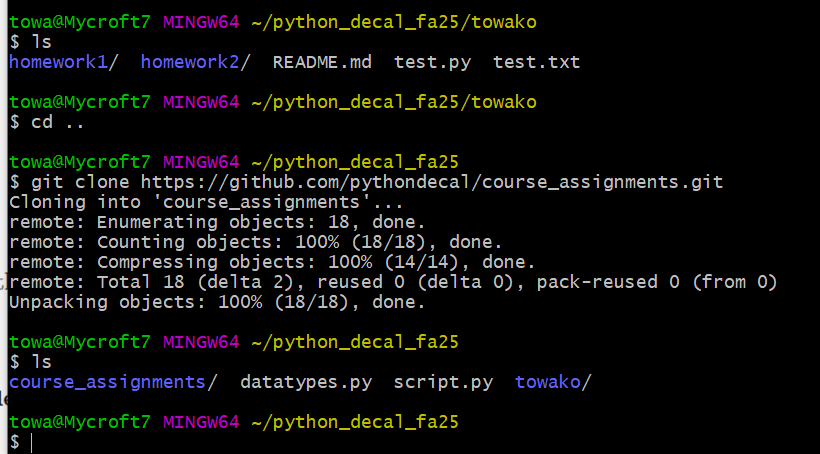 towa@Mycroft7 MINGW64 ~/python_decal_fa25/towako
$ ls
homework1/  homework2/  README.md  test.py  test.txt
towa@Mycroft7 MINGW64 ~/python_decal_fa25/towako
$ cd ..
towa@Mycroft7 MINGW64 ~/python_decal_fa25
$ git clone https://github.com/pythondecal/course_assignments.git
Cloning into 'course_assignments'...
remote: Enumerating objects: 18, done.
remote: Counting objects: 100% (18/18), done.
remote: Compressing objects: 100% (14/14), done.
remote: Total 18 (delta 2), reused 0 (delta 0), pack-reused 0 (from 0)
Unpacking objects: 100% (18/18), done.
towa@Mycroft7 MINGW64 ~/python_decal_fa25
$ ls
course_assignments/  datatypes.py  script.py  towako/
towa@Mycroft7 MINGW64 ~/python_decal_fa25
$